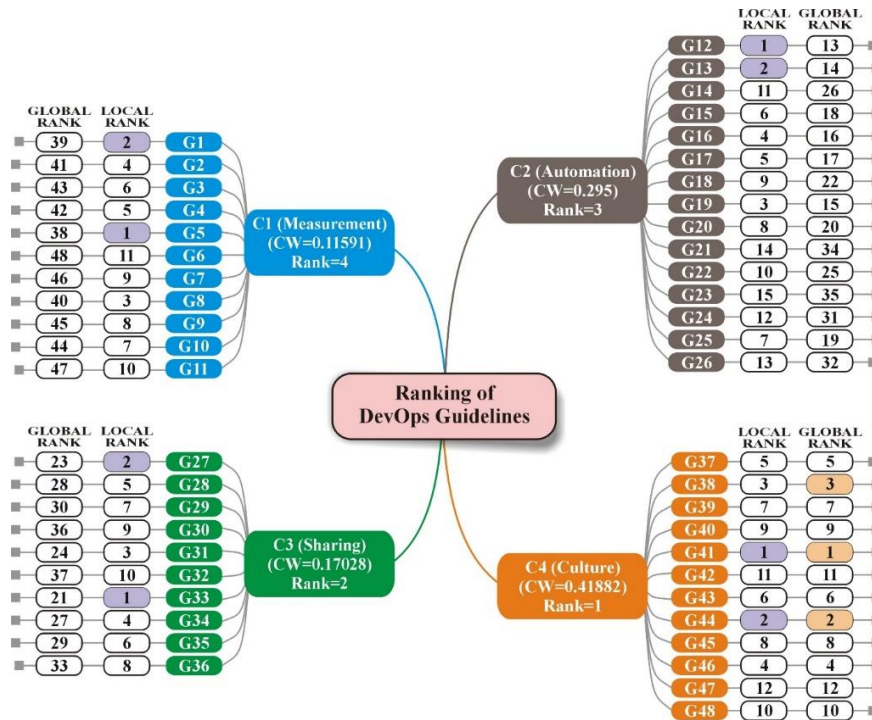 GLOBAL RANK LOCAL RANK
39 2 G1
41 4 G2
43 6 G3
42 5 G4
38 1 G5
48 11 G6
46 9 G7
40 3 G8
45 8 G9
44 7 G10
47 10 G11
C1 (Measurement)
(CW=0.11591)
Rank=4
LOCAL RANK GLOBAL RANK
G12 1 13
G13 2 14
G14 11 26
G15 6 18
G16 4 16
G17 5 17
G18 9 22
G19 3 15
G20 8 20
G21 14 34
G22 10 25
G23 15 35
G24 12 31
G25 7 19
G26 13 32
C2 (Automation)
(CW=0.295)
Rank=3
Ranking of
DevOps Guidelines
GLOBAL RANK LOCAL RANK
23 2 G27
28 5 G28
30 7 G29
36 9 G30
24 3 G31
37 10 G32
21 1 G33
27 4 G34
29 6 G35
33 8 G36
C3 (Sharing)
(CW=0.17028)
Rank=2
LOCAL RANK GLOBAL RANK
G37 5 5
G38 3 3
G39 7 7
G40 9 9
G41 1 1
G42 11 11
G43 6 6
G44 2 2
G45 8 8
G46 4 4
G47 12 12
G48 10 10
C4 (Culture)
(CW=0.41882)
Rank=1